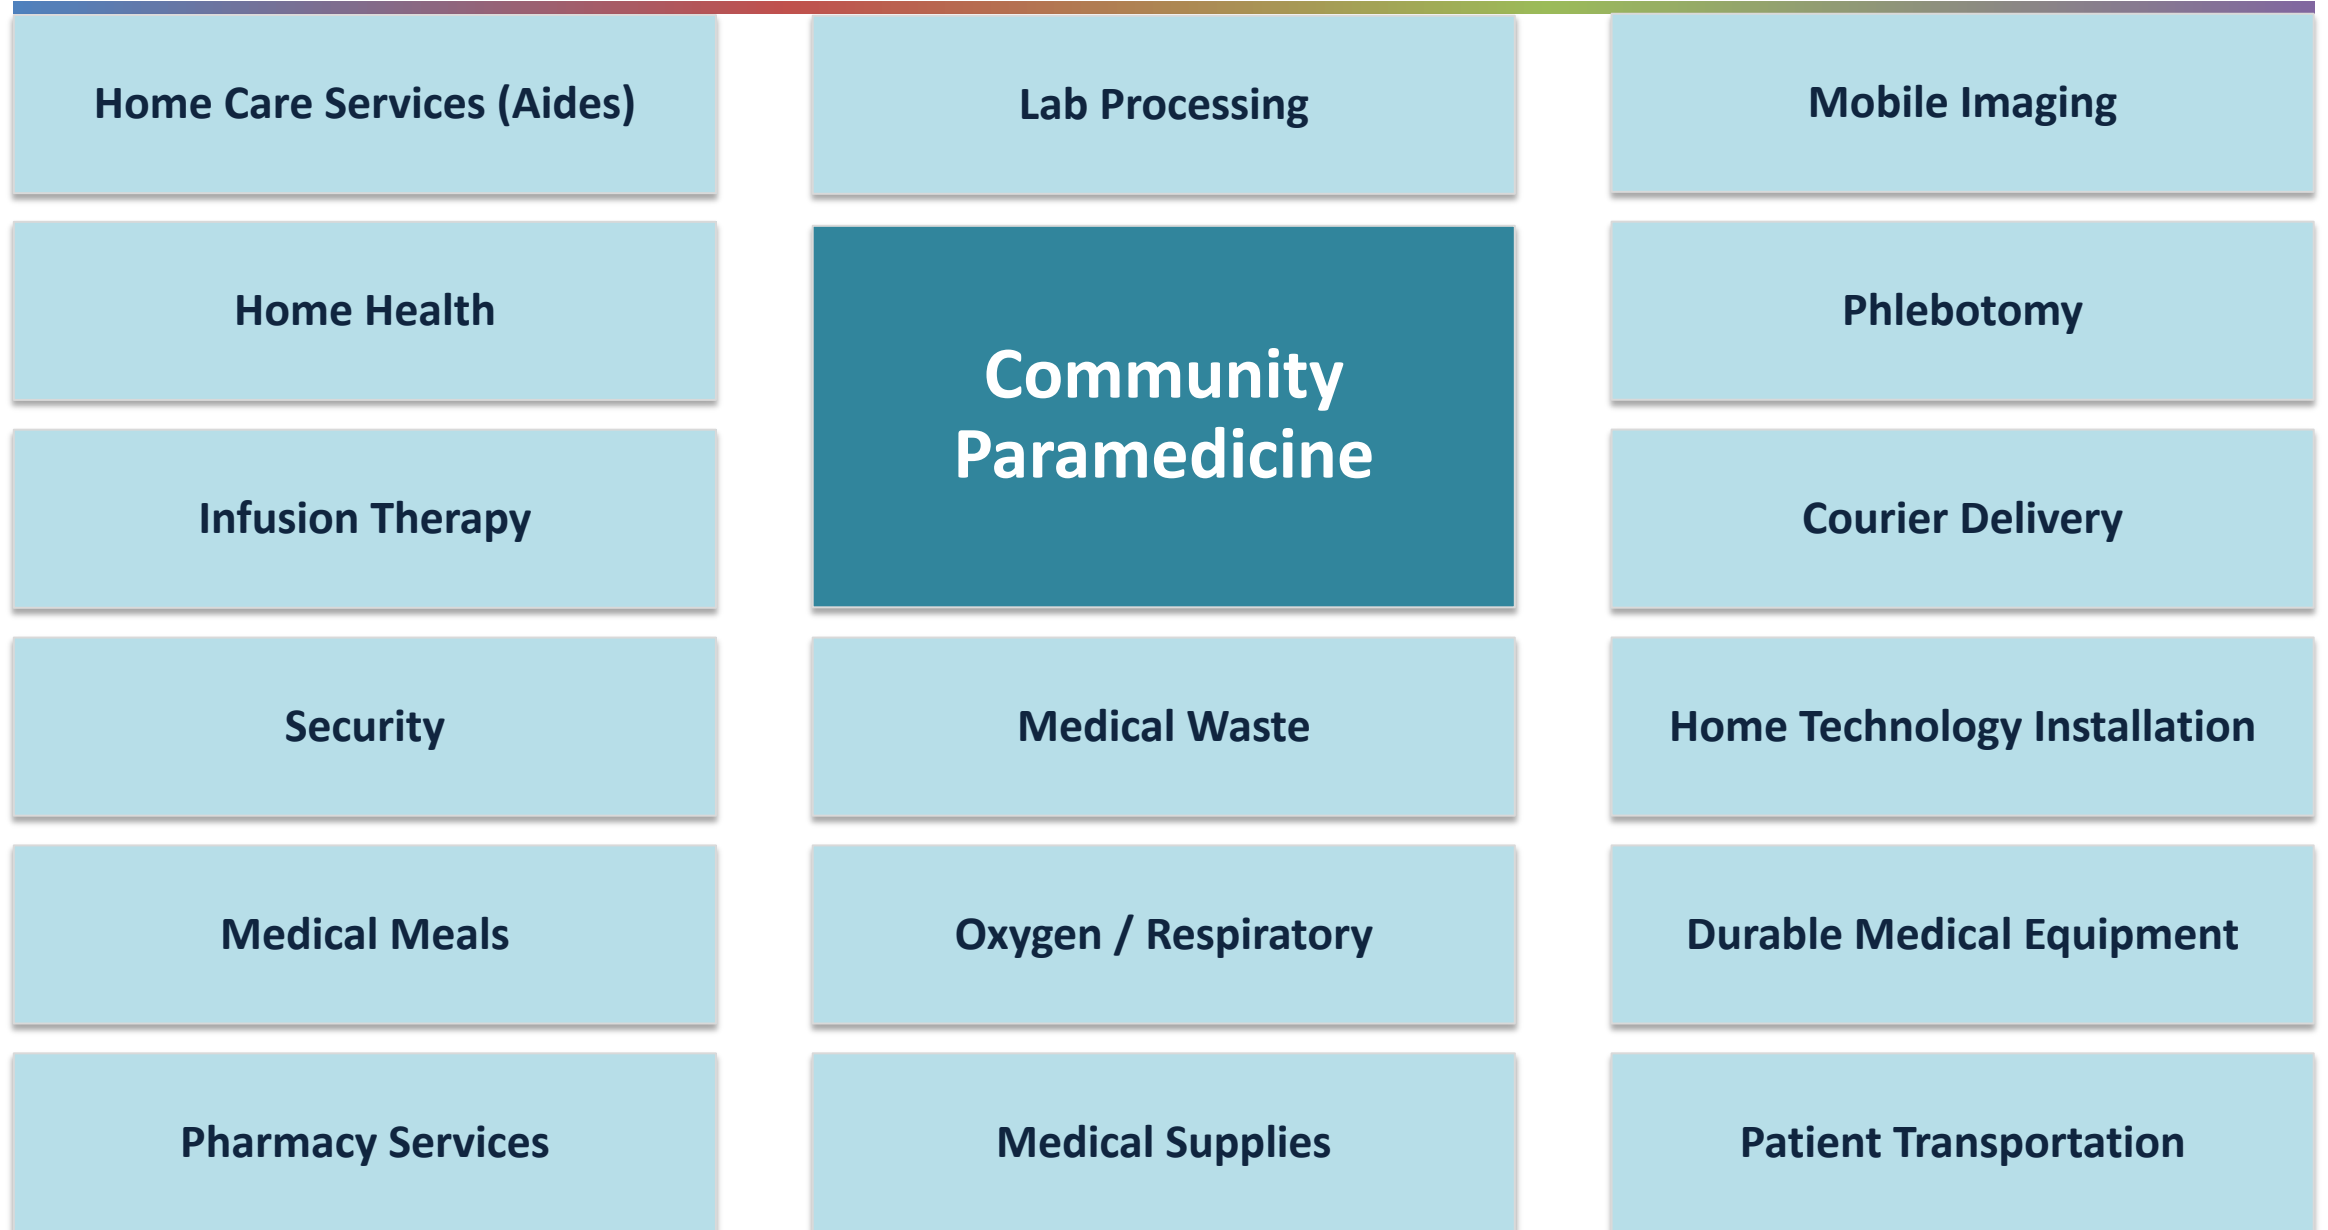 Home Care Services (Aides)
Lab Processing
Mobile Imaging
Home Health
Community
Paramedicine
Phlebotomy
Infusion Therapy
Courier Delivery
Security
Medical Waste
Home Technology Installation
Medical Meals
Oxygen / Respiratory
Durable Medical Equipment
Pharmacy Services
Medical Supplies
Patient Transportation